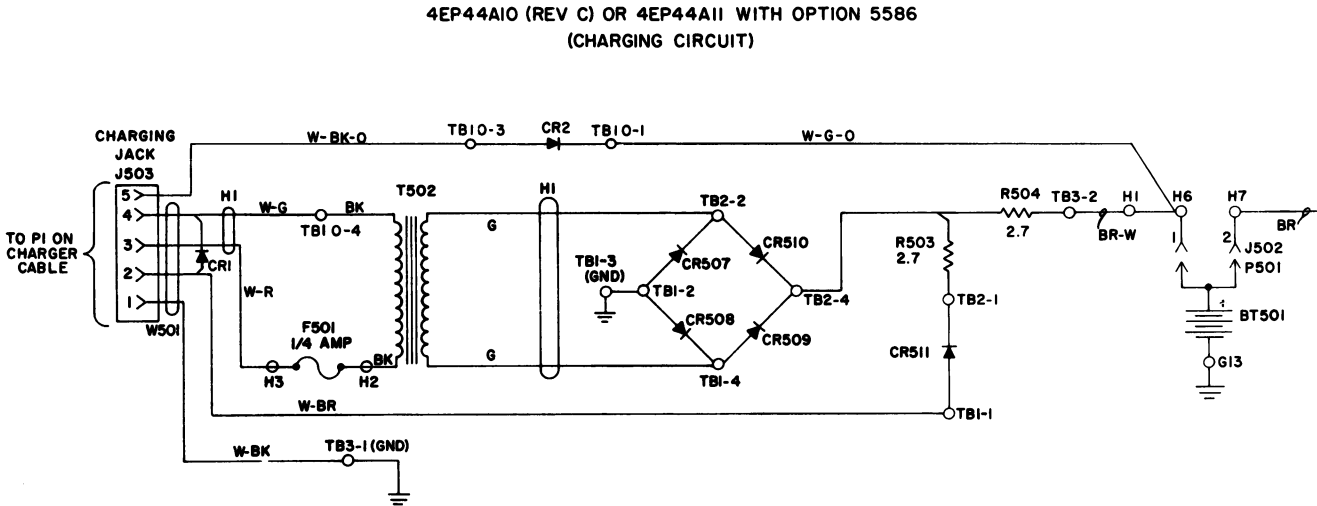 4EP44A10 (REV C) OR 4EP44A11 WITH OPTION 5586
(CHARGING CIRCUIT)
CHARGING
JACK
J503
W-BK-O
TB10-3
CR2
TB10-1
W-G-O
5
4
3
2
1
H1
W-G
BK
TB10-4
T502
H1
G
TB2-2
R504
2.7
TB3-2
H1
BR-W
H6
H7
BR
TO P1 ON
CHARGER
CABLE
CR1
W-R
TB1-3
(GND)
CR507
CR510
TB1-2
TB2-4
R503
2.7
1
2
J502
P501
W501
F501
1/4 AMP
H3
H2
BK
G
CR508
CR509
TB1-4
TB2-1
CR511
BT501
G13
W-BR
TB1-1
W-BK
TB3-1 (GND)